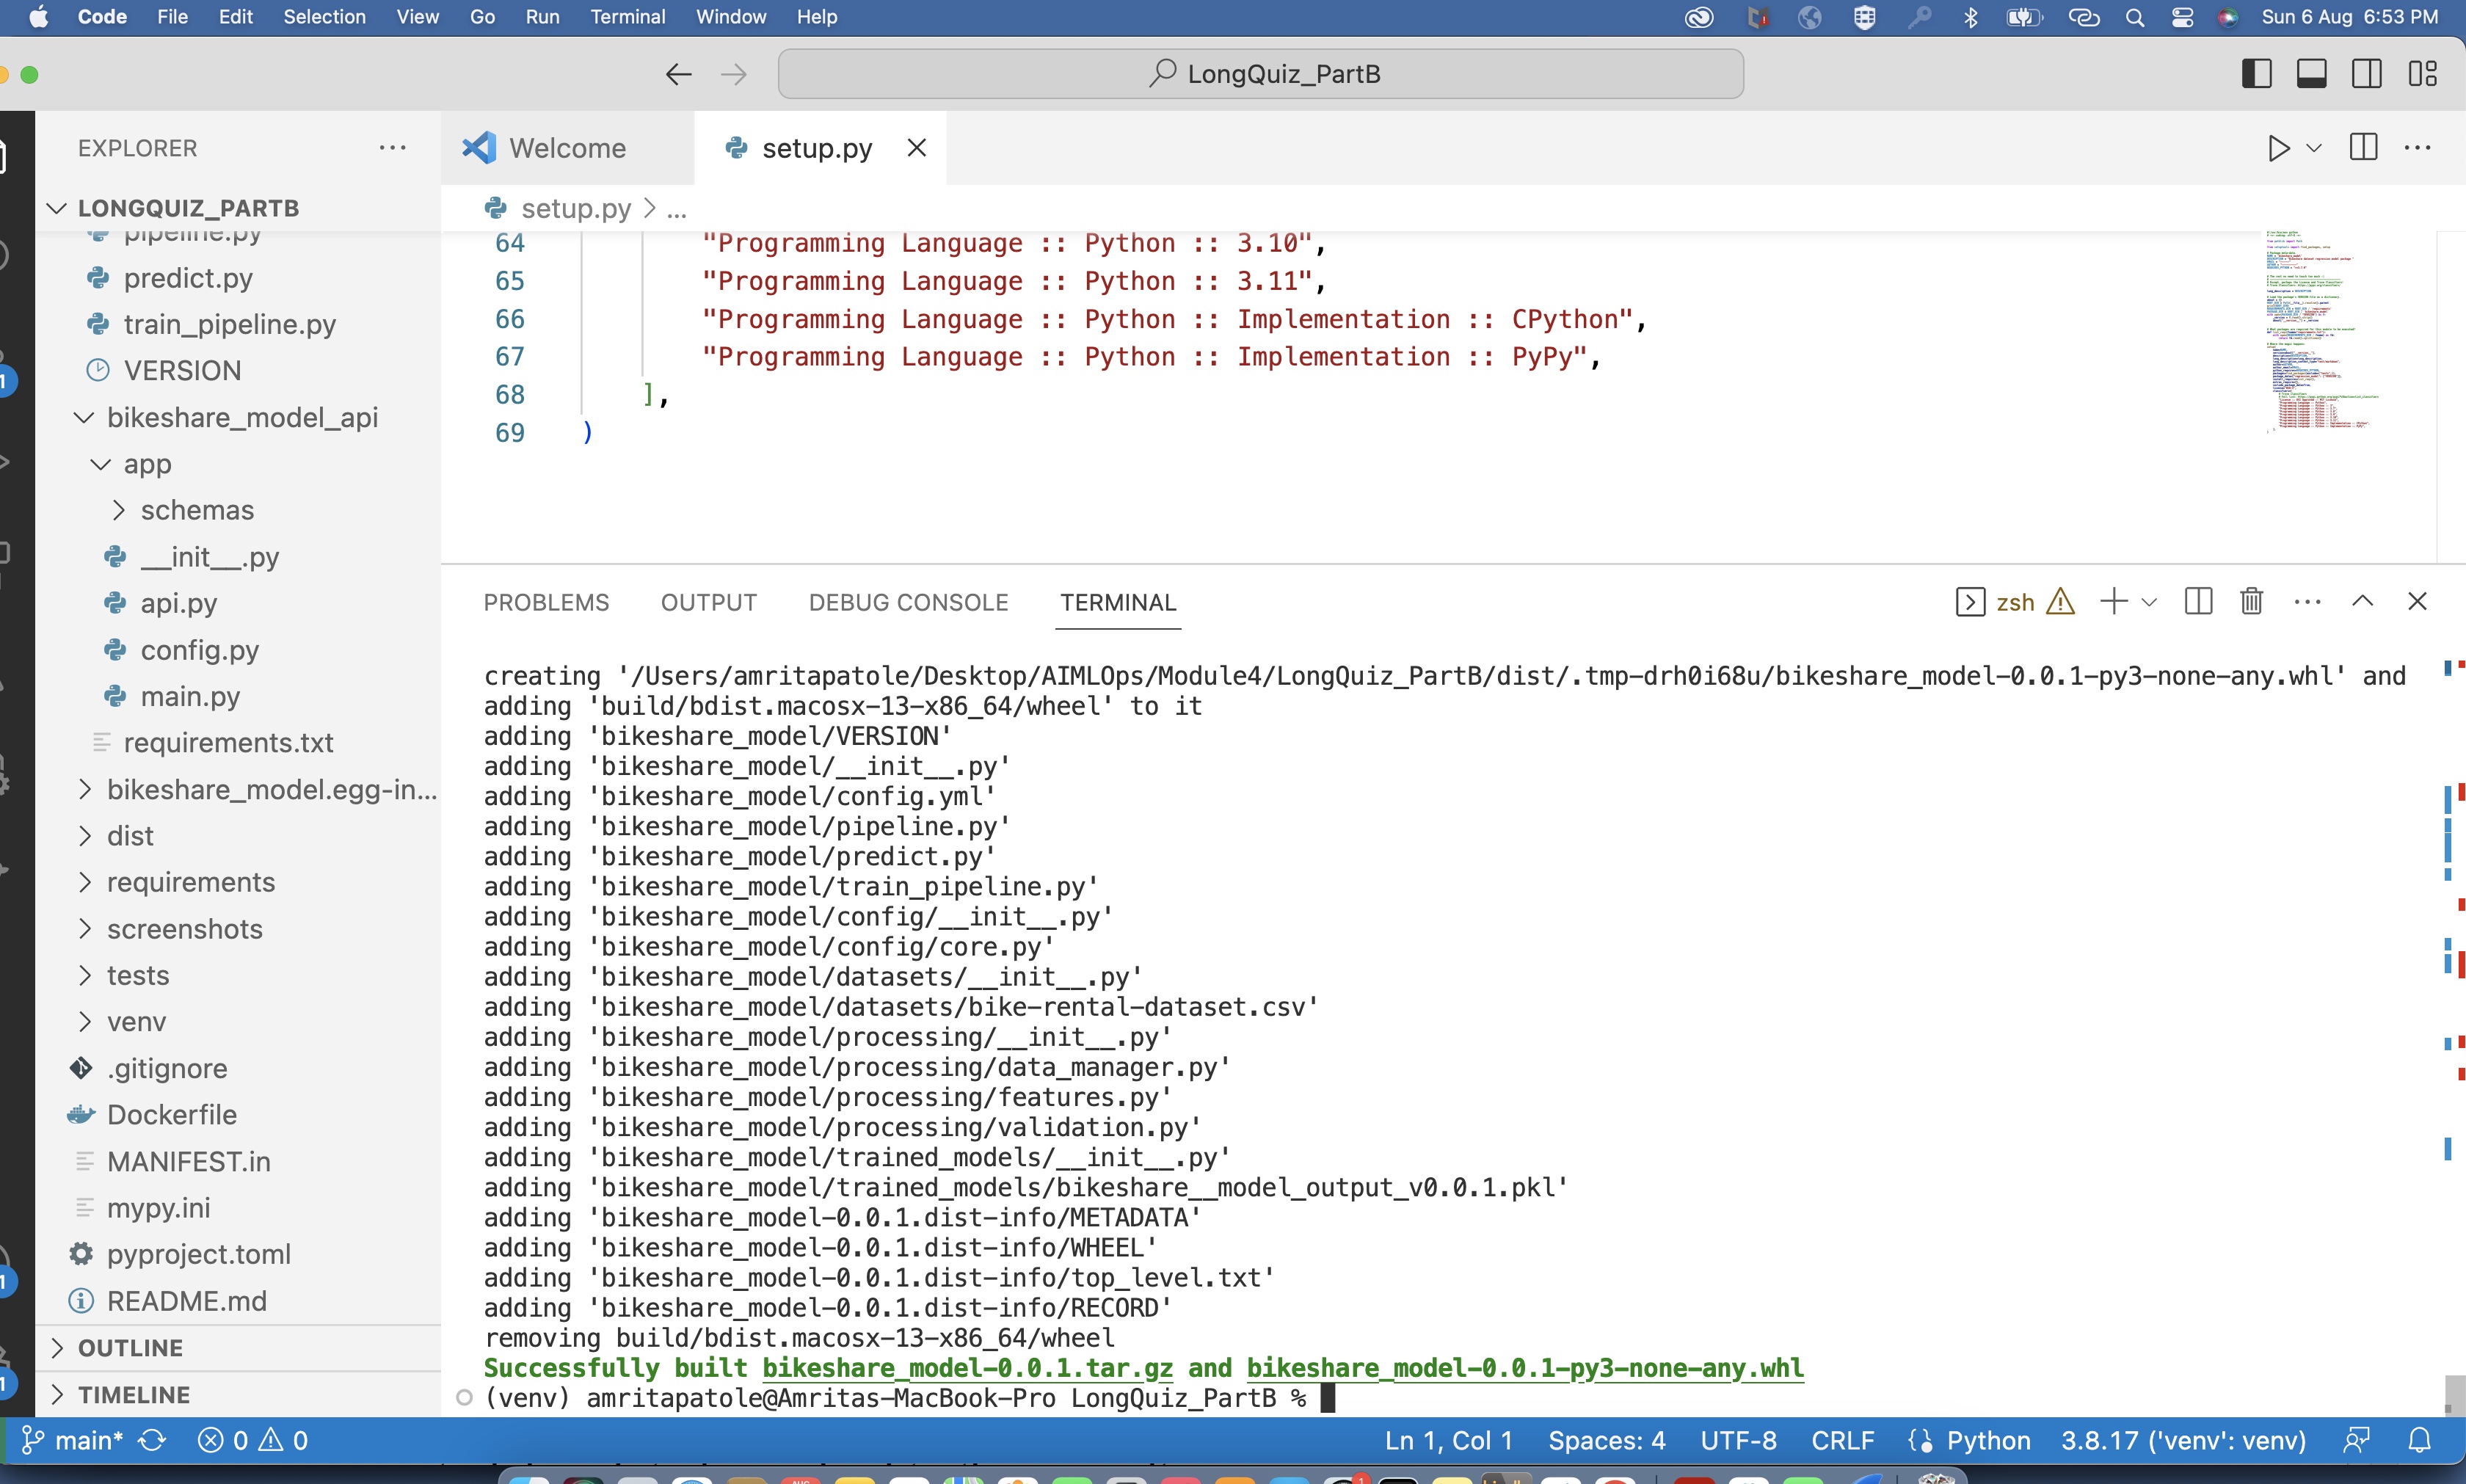 Code File Edit Selection View Go Run Terminal Window Help
Sun 6 Aug 6:53 PM
LongQuiz_PartB
EXPLORER
LONGQUIZ_PARTB
pipeline.py
predict.py
train_pipeline.py
VERSION
bikeshare_model_api
app
schemas
__init__.py
api.py
config.py
main.py
requirements.txt
bikeshare_model.egg-in...
dist
requirements
screenshots
tests
venv
.gitignore
Dockerfile
MANIFEST.in
mypy.ini
pyproject.toml
README.md
OUTLINE
TIMELINE
Welcome
setup.py
setup.py > ...
64 "Programming Language :: Python :: 3.10",
65 "Programming Language :: Python :: 3.11",
66 "Programming Language :: Python :: Implementation :: CPython",
67 "Programming Language :: Python :: Implementation :: PyPy",
68 ],
69 )
PROBLEMS OUTPUT DEBUG CONSOLE TERMINAL
zsh
creating '/Users/amritapatole/Desktop/AIMLOps/Module4/LongQuiz_PartB/dist/.tmp-drh0i68u/bikeshare_model-0.0.1-py3-none-any.whl' and
adding 'build/bdist.macosx-13-x86_64/wheel' to it
adding 'bikeshare_model/VERSION'
adding 'bikeshare_model/__init__.py'
adding 'bikeshare_model/config.yml'
adding 'bikeshare_model/pipeline.py'
adding 'bikeshare_model/predict.py'
adding 'bikeshare_model/train_pipeline.py'
adding 'bikeshare_model/config/__init__.py'
adding 'bikeshare_model/config/core.py'
adding 'bikeshare_model/datasets/__init__.py'
adding 'bikeshare_model/datasets/bike-rental-dataset.csv'
adding 'bikeshare_model/processing/__init__.py'
adding 'bikeshare_model/processing/data_manager.py'
adding 'bikeshare_model/processing/features.py'
adding 'bikeshare_model/processing/validation.py'
adding 'bikeshare_model/trained_models/__init__.py'
adding 'bikeshare_model/trained_models/bikeshare__model_output_v0.0.1.pkl'
adding 'bikeshare_model-0.0.1.dist-info/METADATA'
adding 'bikeshare_model-0.0.1.dist-info/WHEEL'
adding 'bikeshare_model-0.0.1.dist-info/top_level.txt'
adding 'bikeshare_model-0.0.1.dist-info/RECORD'
removing build/bdist.macosx-13-x86_64/wheel
Successfully built bikeshare_model-0.0.1.tar.gz and bikeshare_model-0.0.1-py3-none-any.whl
(venv) amritapatole@Amritas-MacBook-Pro LongQuiz_PartB %
main* 0 0
Ln 1, Col 1 Spaces: 4 UTF-8 CRLF Python 3.8.17 ('venv': venv)